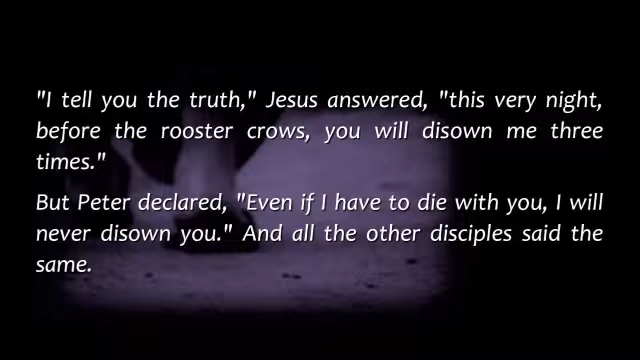 "I tell you the truth," Jesus answered, "this very night,
before the rooster crows, you will disown me three
times."
But Peter declared, "Even if I have to die with you, I will
never disown you." And all the other disciples said the
same.